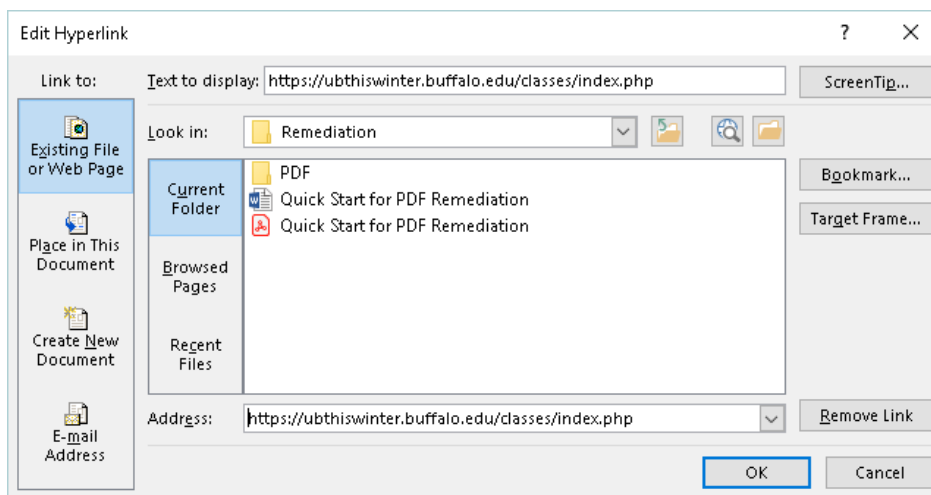 Edit Hyperlink
?
Link to:
Text to display:
https://ubthiswinter.buffalo.edu/classes/index.php
ScreenTip...
Existing File
or Web Page
Look in:
Remediation
Current
Folder
PDF
Quick Start for PDF Remediation
Quick Start for PDF Remediation
Bookmark...
Target Frame...
Place in This
Document
Browsed
Pages
Create New
Document
Recent
Files
E-mail
Address
Address:
https://ubthiswinter.buffalo.edu/classes/index.php
Remove Link
OK
Cancel